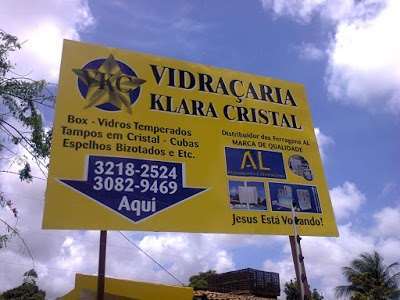 VKC
VIDRAÇARIA
KLARA CRISTAL
Box - Vidros Temperados
Tampos em Cristal - Cubas
Espelhos Bizotados e Etc.
3218-2524
3082-9469
Aqui
Distribuidor das Ferragens AL
MARCA DE QUALIDADE
AL
Jesus Está Voltando!